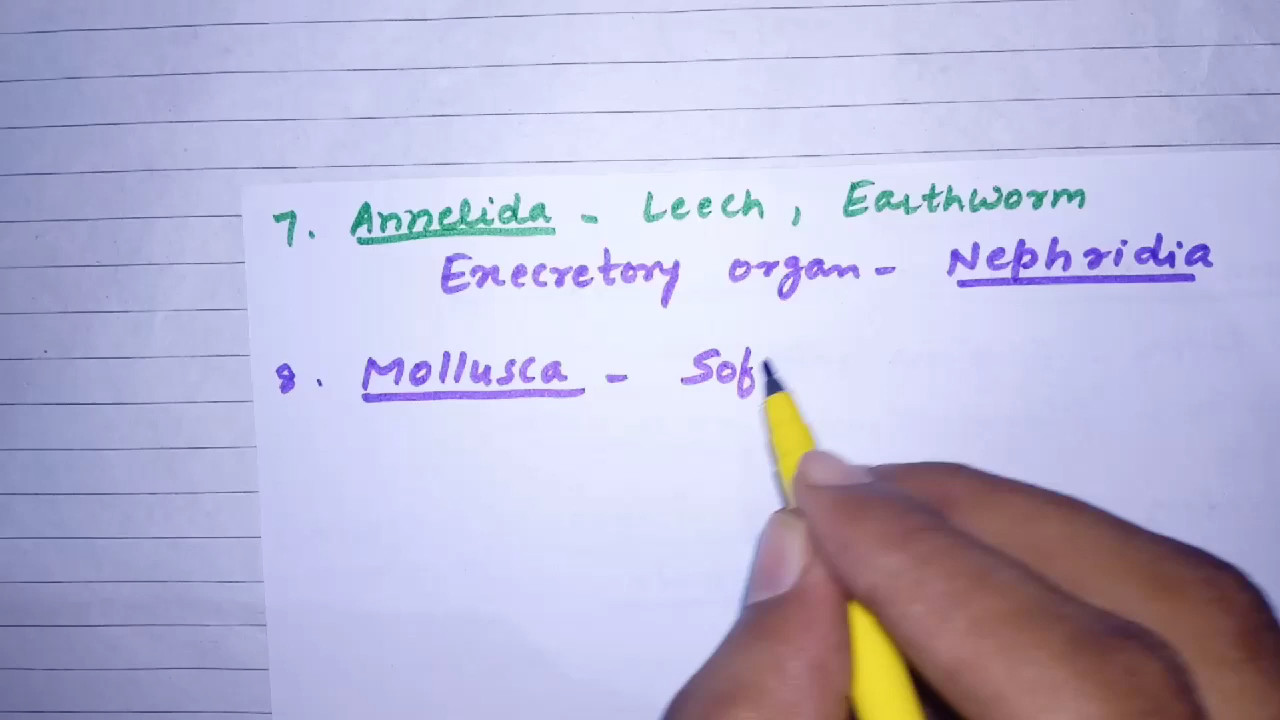 7. Annelida - Leech, Earthworm
Execretory organ - Nephridia
8. Mollusca - Sof